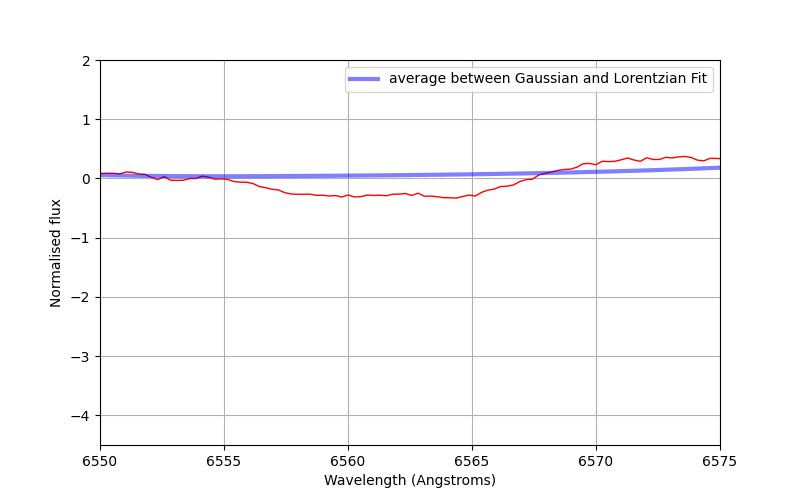 average between Gaussian and Lorentzian Fit
2
1
0
−1
−2
−3
−4
Normalised flux
6550 6555 6560 6565 6570 6575
Wavelength (Angstroms)